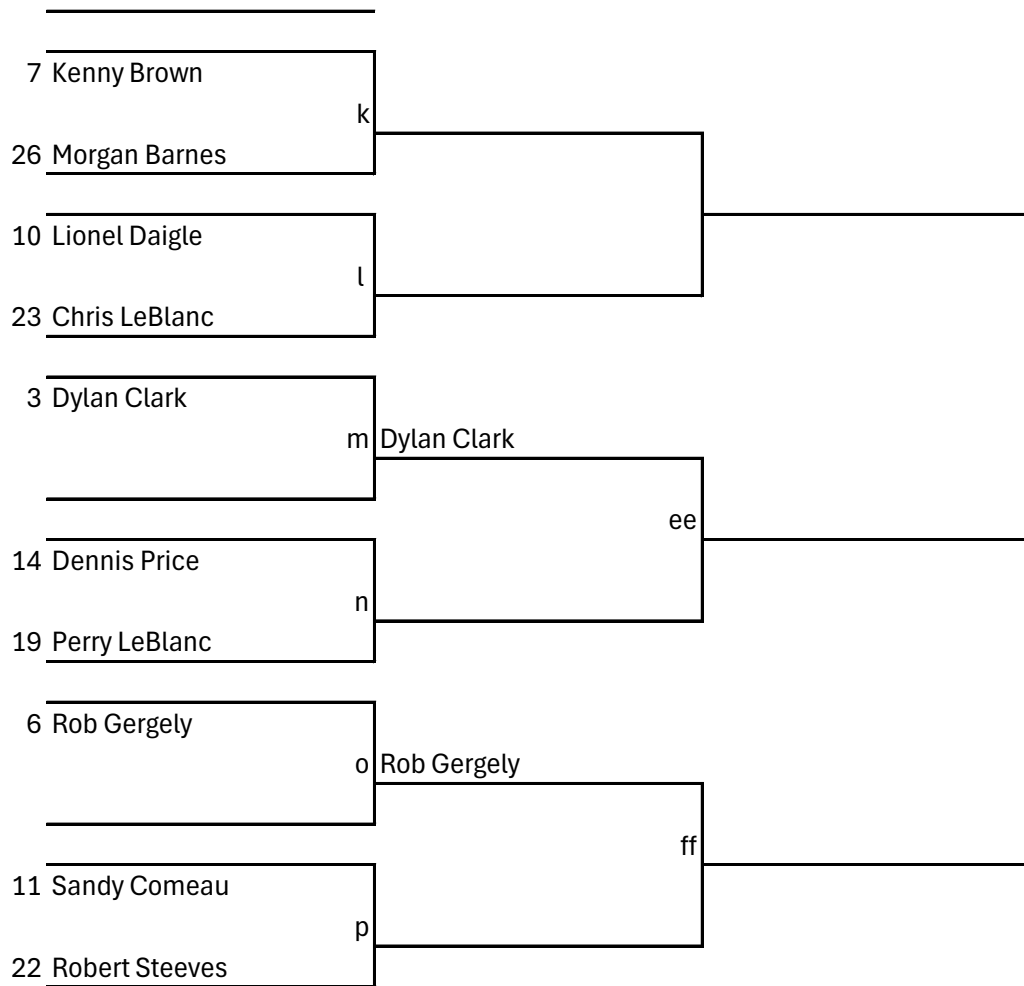 7 Kenny Brown
k
26 Morgan Barnes
10 Lionel Daigle
l
23 Chris LeBlanc
3 Dylan Clark
m Dylan Clark
ee
14 Dennis Price
n
19 Perry LeBlanc
6 Rob Gergely
o Rob Gergely
ff
11 Sandy Comeau
p
22 Robert Steeves